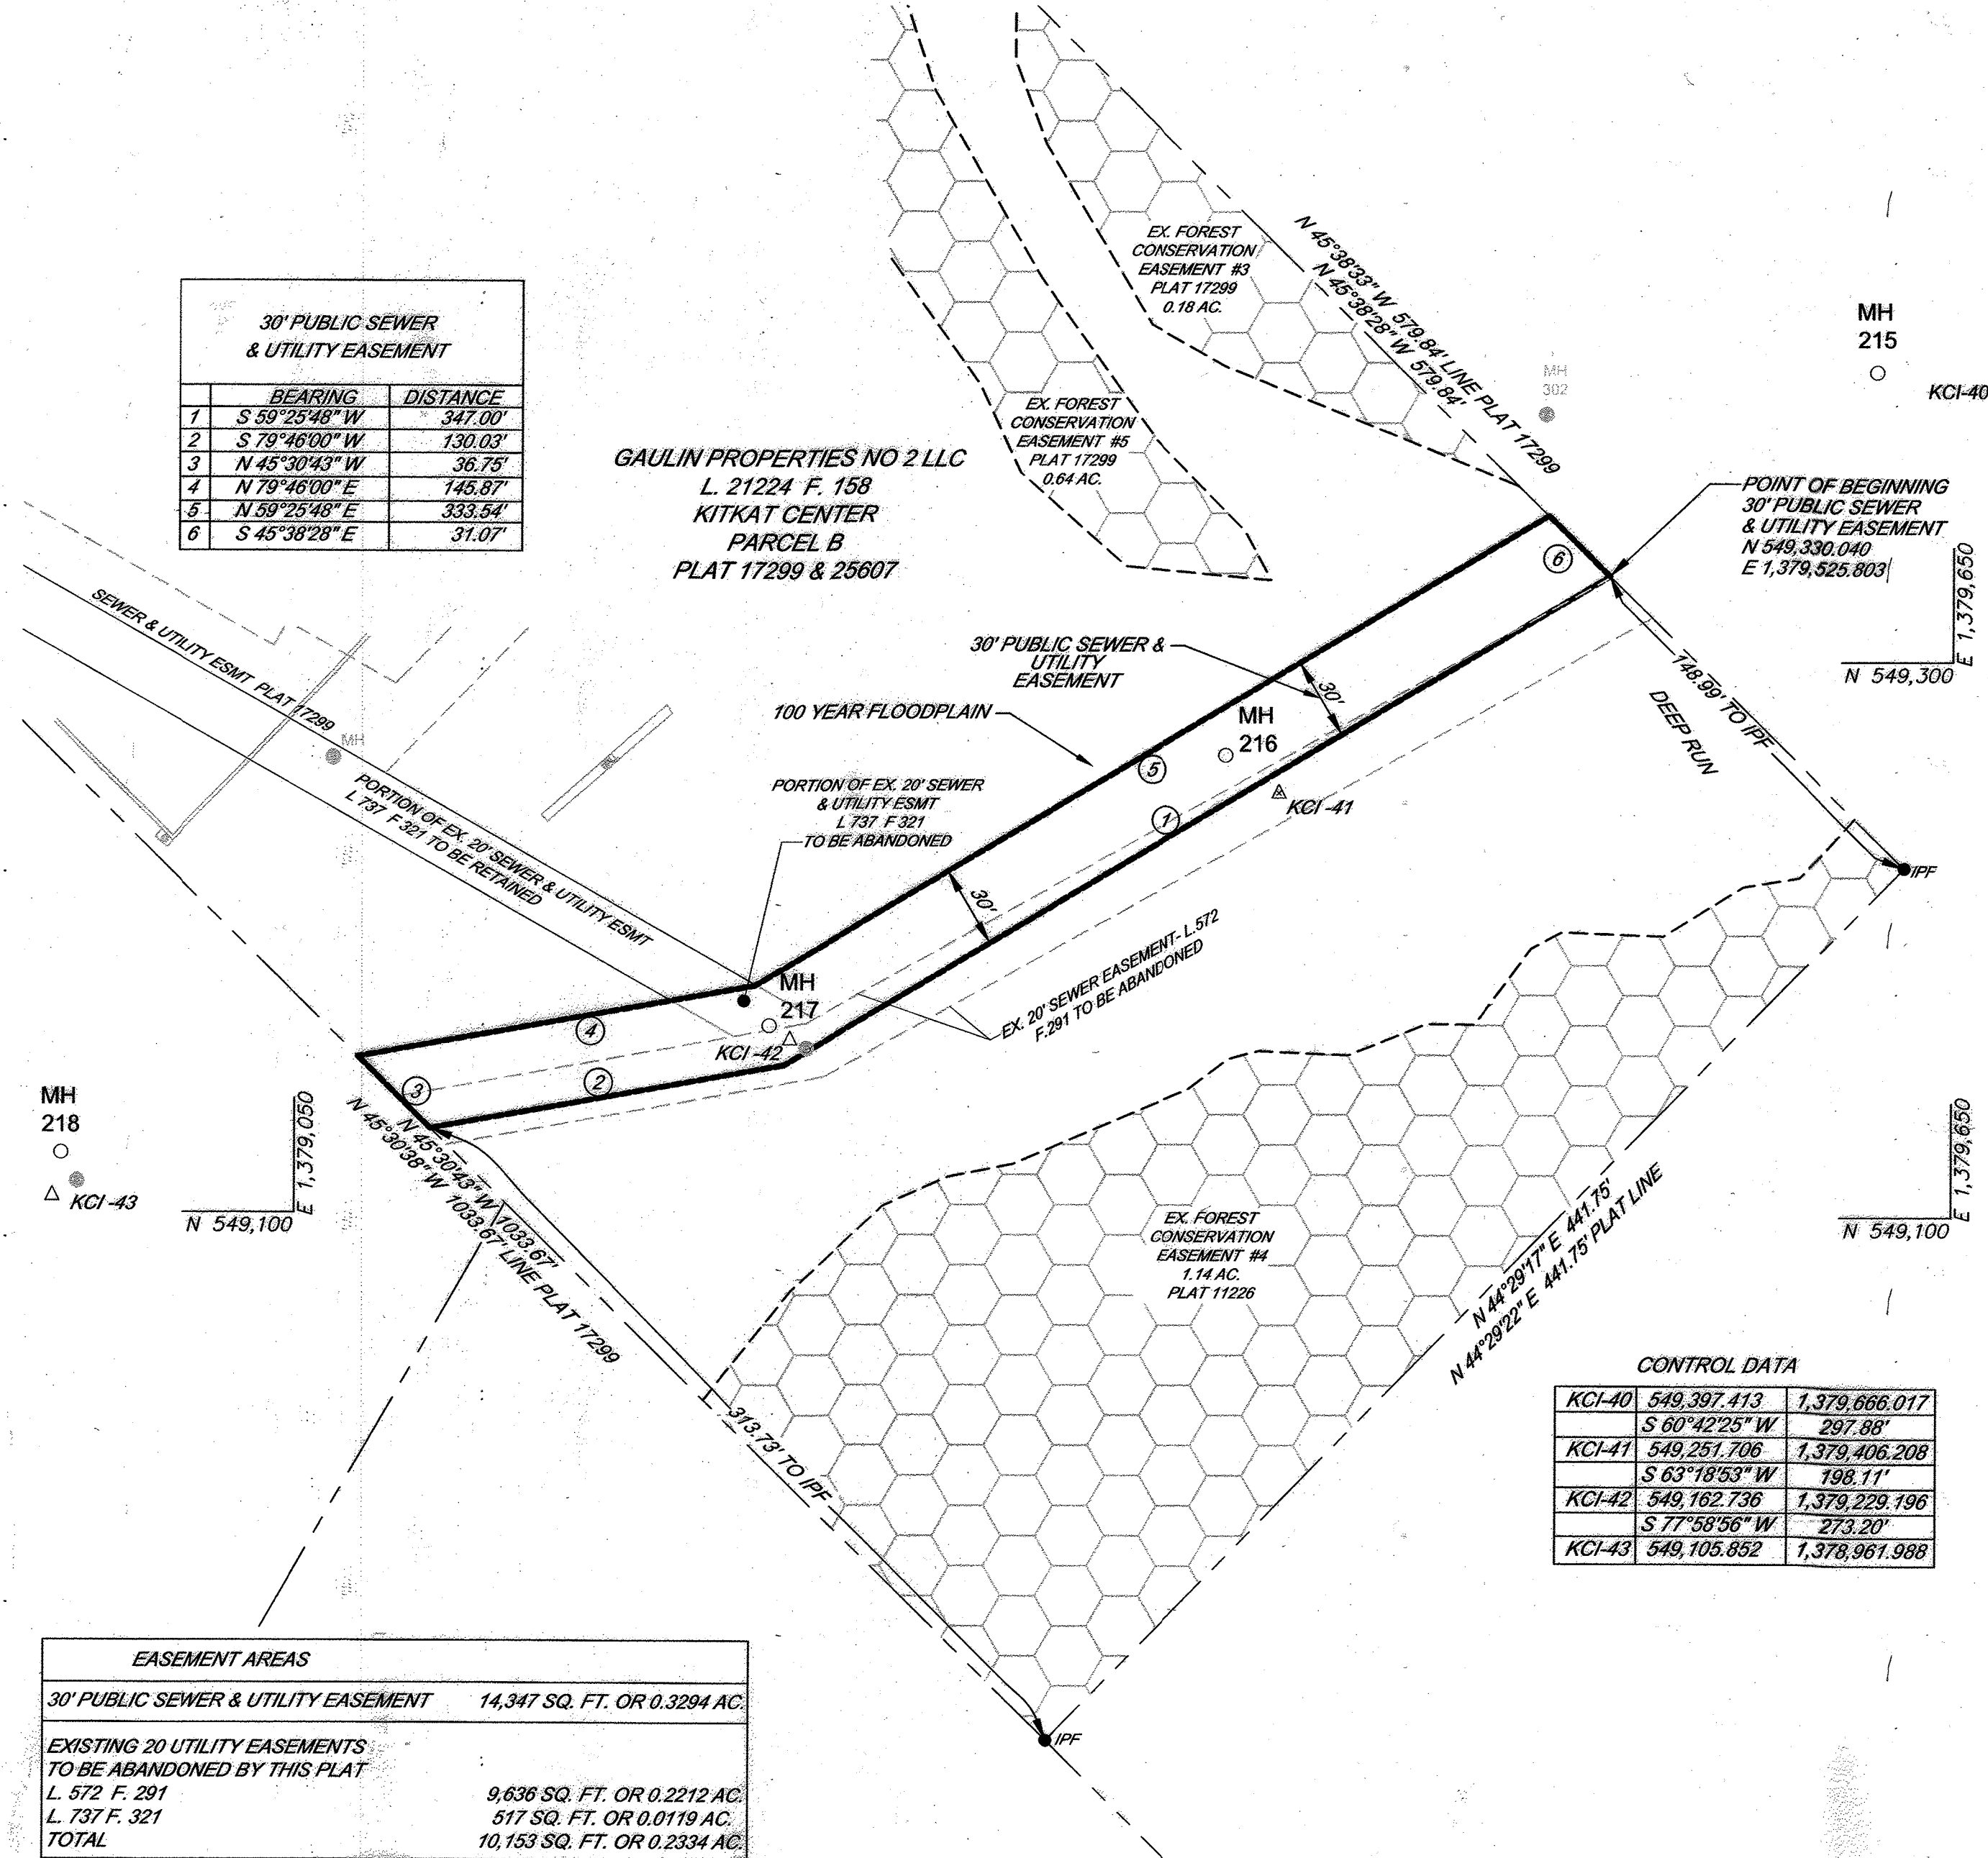 EX. FOREST
CONSERVATION
EASEMENT #3
PLAT 17299
0.18 AC.
N 45°38'33" W 579.84' LINE PLAT 17299
N 45°38'28" W 579.84'
MH
215
KCI-40
MH
302
30' PUBLIC SEWER
& UTILITY EASEMENT
BEARING DISTANCE
1 S 59°25'48" W 347.00'
2 S 79°46'00" W 130.03'
3 N 45°30'43" W 36.75'
4 N 79°46'00" E 145.87'
5 N 59°25'48" E 333.54'
6 S 45°38'28" E 31.07'
EX. FOREST
CONSERVATION
EASEMENT #5
PLAT 17299
0.64 AC.
GAULIN PROPERTIES NO 2 LLC
L. 21224 F. 158
KITKAT CENTER
PARCEL B
PLAT 17299 & 25607
POINT OF BEGINNING
30' PUBLIC SEWER
& UTILITY EASEMENT
N 549,330.040
E 1,379,525.803
6
E 1,379,650
N 549,300
SEWER & UTILITY ESMT PLAT 17299
MH
PORTION OF EX. 20' SEWER & UTILITY ESMT
L 737 F 321 TO BE RETAINED
30' PUBLIC SEWER &
UTILITY
EASEMENT
30'
100 YEAR FLOODPLAIN
MH
216
5
1
KCI-41
148.99' TO IPF
DEEP RUN
IPF
PORTION OF EX. 20' SEWER
& UTILITY ESMT
L 737 F 321
TO BE ABANDONED
30'
EX. 20' SEWER EASEMENT- L.572
F.291 TO BE ABANDONED
MH
217
KCI-42
4
2
3
MH
218
KCI-43
E 1,379,050
N 549,100
N 45°30'43" W 1033.67'
N 45°30'38" W 1033.67' LINE PLAT 17299
E 1,379,650
N 549,100
EX. FOREST
CONSERVATION
EASEMENT #4
1.14 AC.
PLAT 11226
N 44°29'17" E 441.75'
N 44°29'22" E 441.75' PLAT LINE
313.73' TO IPF
IPF
CONTROL DATA
KCI-40 549,397.413 1,379,666.017
S 60°42'25" W 297.88'
KCI-41 549,251.706 1,379,406.208
S 63°18'53" W 198.11'
KCI-42 549,162.736 1,379,229.196
S 77°58'56" W 273.20'
KCI-43 549,105.852 1,378,961.988
EASEMENT AREAS
30' PUBLIC SEWER & UTILITY EASEMENT 14,347 SQ. FT. OR 0.3294 AC.
EXISTING 20 UTILITY EASEMENTS
TO BE ABANDONED BY THIS PLAT
L. 572 F. 291 9,636 SQ. FT. OR 0.2212 AC.
L. 737 F. 321 517 SQ. FT. OR 0.0119 AC.
TOTAL 10,153 SQ. FT. OR 0.2334 AC.